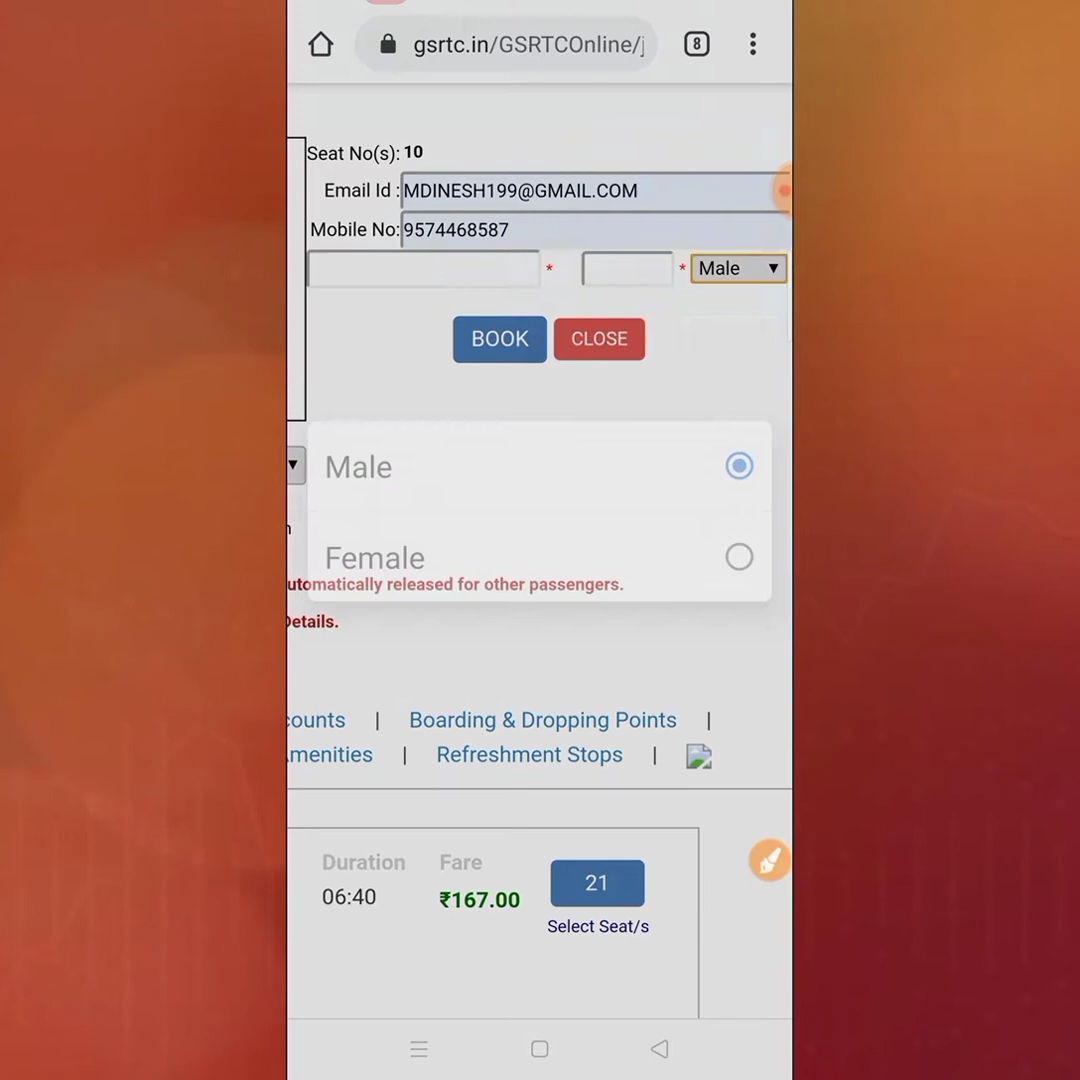 gsrtc.in/GSRTCOnline/j
8
Seat No(s): 10
Email Id : MDINESH199@GMAIL.COM
Mobile No: 9574468587
* * Male ▼
BOOK CLOSE
▼ Male
n
Female
utomatically released for other passengers.
Details.
counts | Boarding & Dropping Points |
Amenities | Refreshment Stops |
Duration Fare 21
06:40 ₹167.00
Select Seat/s